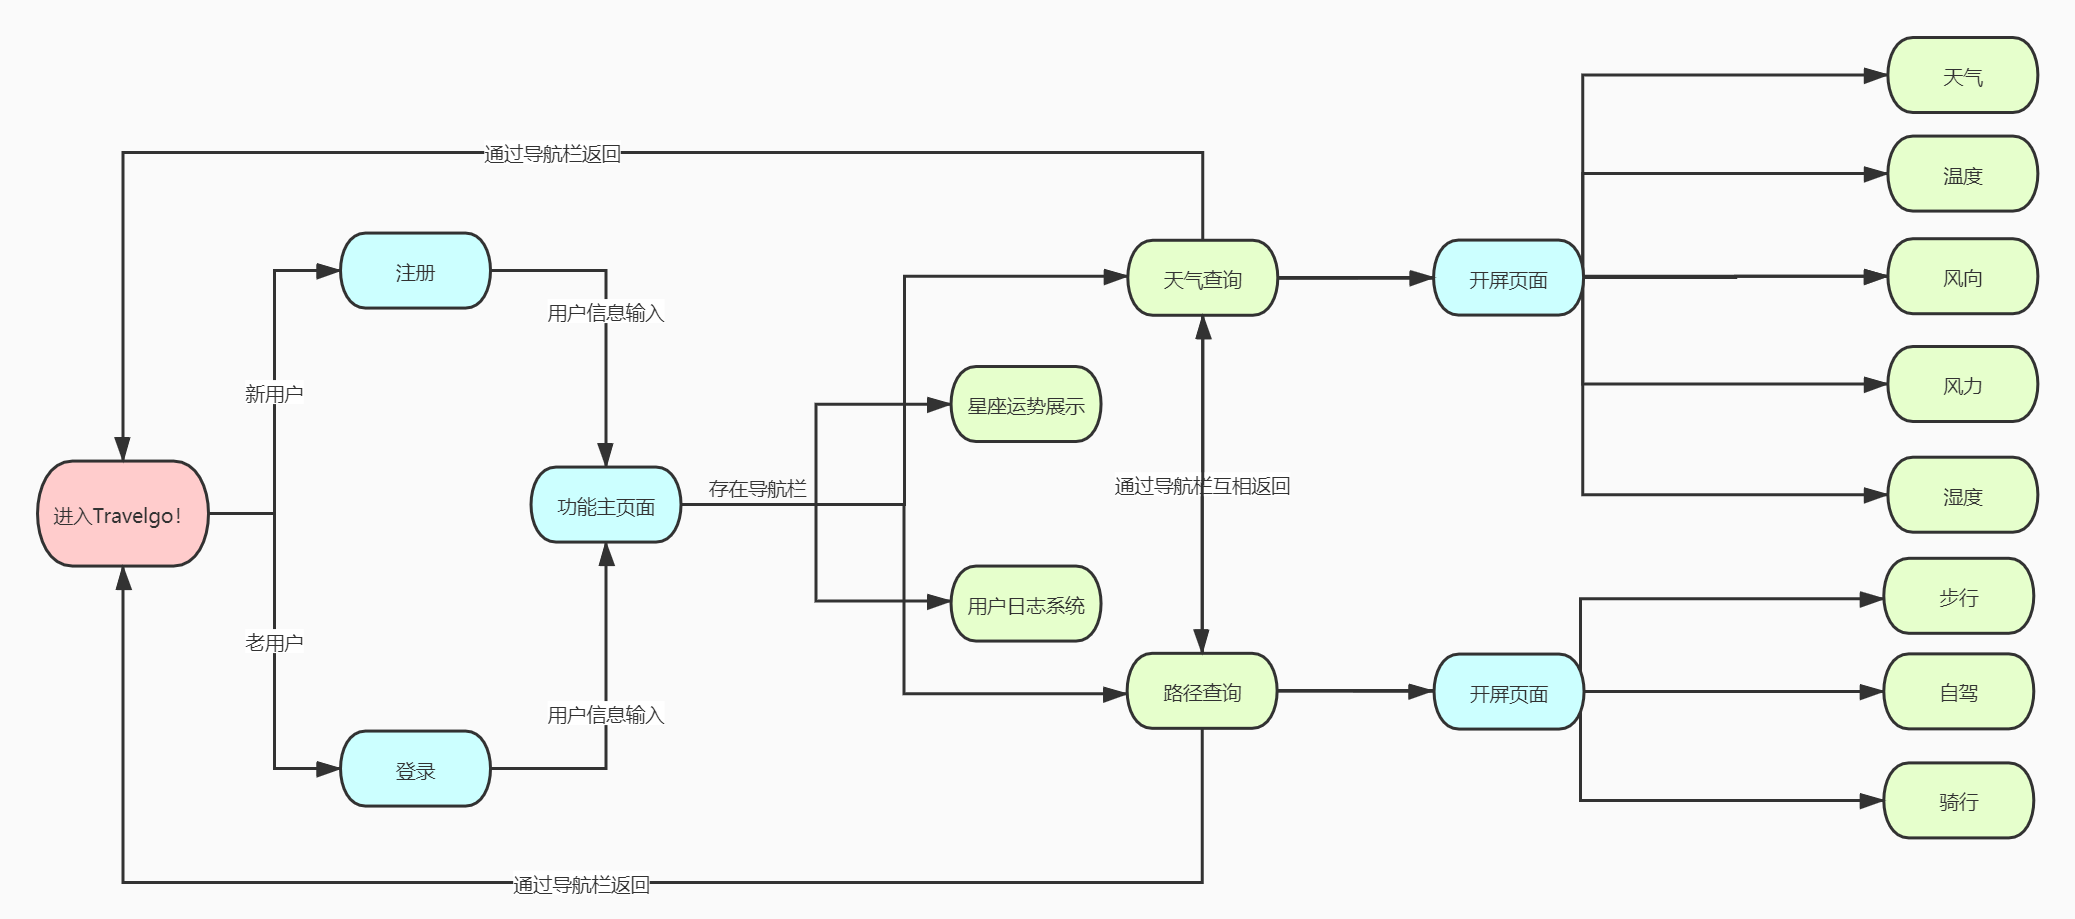 天气
通过导航栏返回
温度
注册
天气查询
开屏页面
风向
用户信息输入
新用户
星座运势展示
风力
存在导航栏
通过导航栏互相返回
湿度
进入Travelgo!
功能主页面
用户日志系统
步行
老用户
路径查询
开屏页面
自驾
用户信息输入
登录
骑行
通过导航栏返回